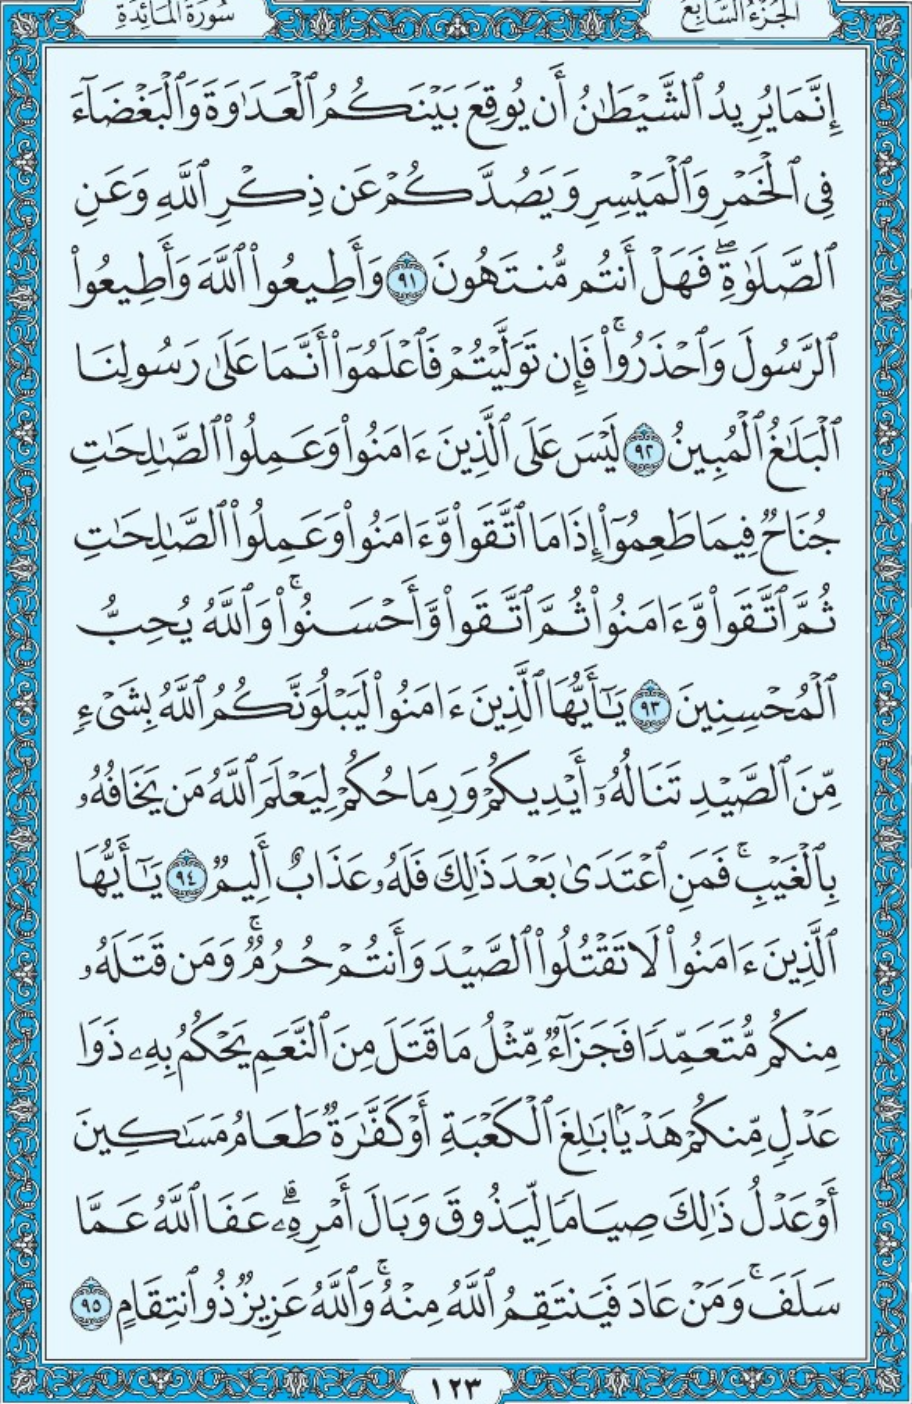 الجزء السابع
سورة المائدة
إِنَّمَا يُرِيدُ ٱلشَّيْطَٰنُ أَن يُوقِعَ بَيْنَكُمُ ٱلْعَدَٰوَةَ وَٱلْبَغْضَآءَ
فِى ٱلْخَمْرِ وَٱلْمَيْسِرِ وَيَصُدَّكُمْ عَن ذِكْرِ ٱللَّهِ وَعَنِ
ٱلصَّلَوٰةِۖ فَهَلْ أَنتُم مُّنتَهُونَ ٩١ وَأَطِيعُوا۟ ٱللَّهَ وَأَطِيعُوا۟
ٱلرَّسُولَ وَٱحْذَرُوا۟ۚ فَإِن تَوَلَّيْتُمْ فَٱعْلَمُوٓا۟ أَنَّمَا عَلَىٰ رَسُولِنَا
ٱلْبَلَٰغُ ٱلْمُبِينُ ٩٢ لَيْسَ عَلَى ٱلَّذِينَ ءَامَنُوا۟ وَعَمِلُوا۟ ٱلصَّٰلِحَٰتِ
جُنَاحٌ فِيمَا طَعِمُوٓا۟ إِذَا مَا ٱتَّقَوا۟ وَّءَامَنُوا۟ وَعَمِلُوا۟ ٱلصَّٰلِحَٰتِ
ثُمَّ ٱتَّقَوا۟ وَّءَامَنُوا۟ ثُمَّ ٱتَّقَوا۟ وَّأَحْسَنُوا۟ۚ وَٱللَّهُ يُحِبُّ
ٱلْمُحْسِنِينَ ٩٣ يَٰٓأَيُّهَا ٱلَّذِينَ ءَامَنُوا۟ لَيَبْلُوَنَّكُمُ ٱللَّهُ بِشَىْءٍ
مِّنَ ٱلصَّيْدِ تَنَالُهُۥٓ أَيْدِيكُمْ وَرِمَاحُكُمْ لِيَعْلَمَ ٱللَّهُ مَن يَخَافُهُۥ
بِٱلْغَيْبِۚ فَمَنِ ٱعْتَدَىٰ بَعْدَ ذَٰلِكَ فَلَهُۥ عَذَابٌ أَلِيمٌ ٩٤ يَٰٓأَيُّهَا
ٱلَّذِينَ ءَامَنُوا۟ لَا تَقْتُلُوا۟ ٱلصَّيْدَ وَأَنتُمْ حُرُمٌۚ وَمَن قَتَلَهُۥ
مِنكُم مُّتَعَمِّدًا فَجَزَآءٌ مِّثْلُ مَا قَتَلَ مِنَ ٱلنَّعَمِ يَحْكُمُ بِهِۦ ذَوَا
عَدْلٍ مِّنكُمْ هَدْيًۢا بَٰلِغَ ٱلْكَعْبَةِ أَوْ كَفَّٰرَةٌ طَعَامُ مَسَٰكِينَ
أَوْ عَدْلُ ذَٰلِكَ صِيَامًا لِّيَذُوقَ وَبَالَ أَمْرِهِۦۗ عَفَا ٱللَّهُ عَمَّا
سَلَفَۚ وَمَنْ عَادَ فَيَنتَقِمُ ٱللَّهُ مِنْهُۚ وَٱللَّهُ عَزِيزٌ ذُو ٱنتِقَامٍ ٩٥
١٢٣